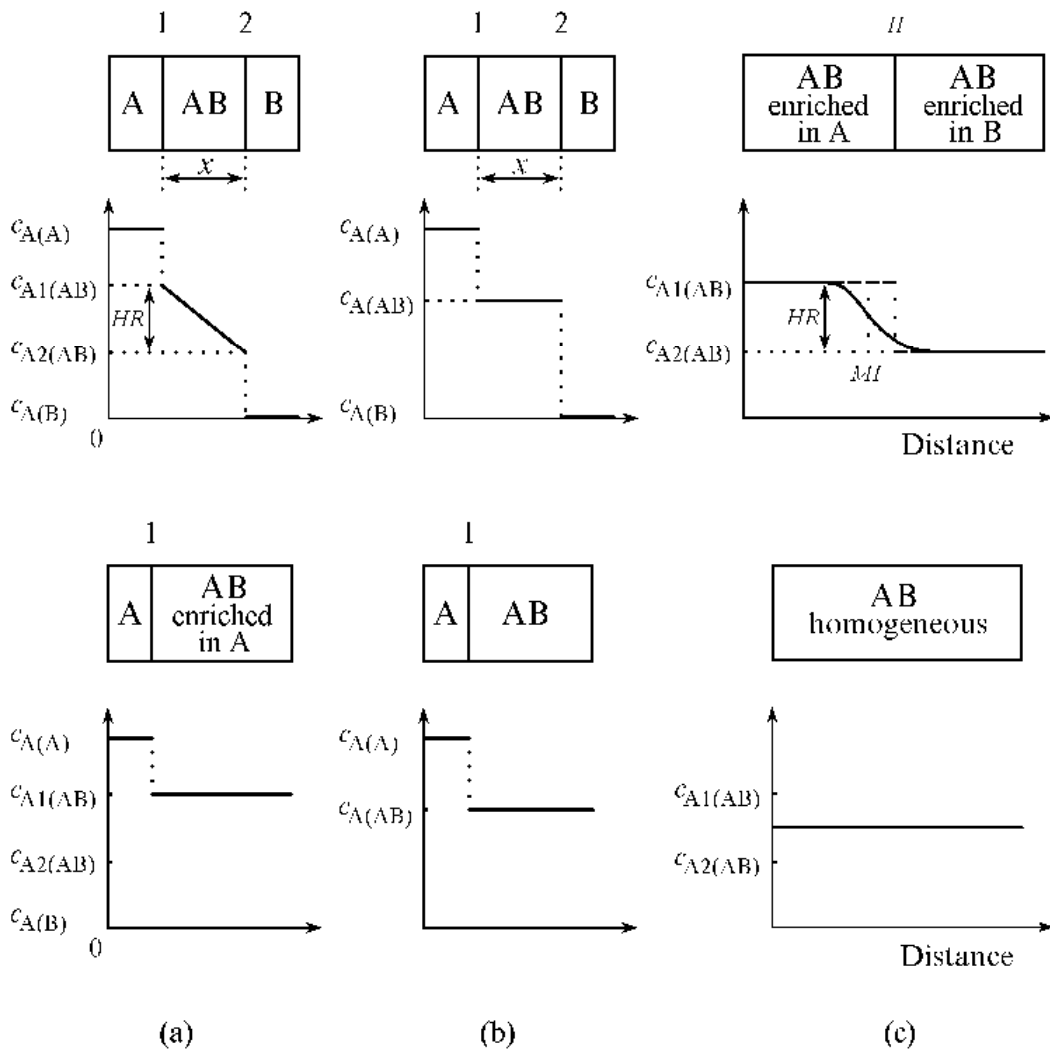 1 2
A AB B
x
cA(A)
cA1(AB)
HR
cA2(AB)
cA(B)
0
1 2
A AB B
x
cA(A)
cA(AB)
cA(B)
II
AB AB
enriched enriched
in A in B
cA1(AB)
HR
cA2(AB)
MI
Distance
1
A AB
enriched
in A
cA(A)
cA1(AB)
cA2(AB)
cA(B)
0
1
A AB
cA(A)
cA(AB)
AB
homogeneous
cA1(AB)
cA2(AB)
Distance
(a) (b) (c)